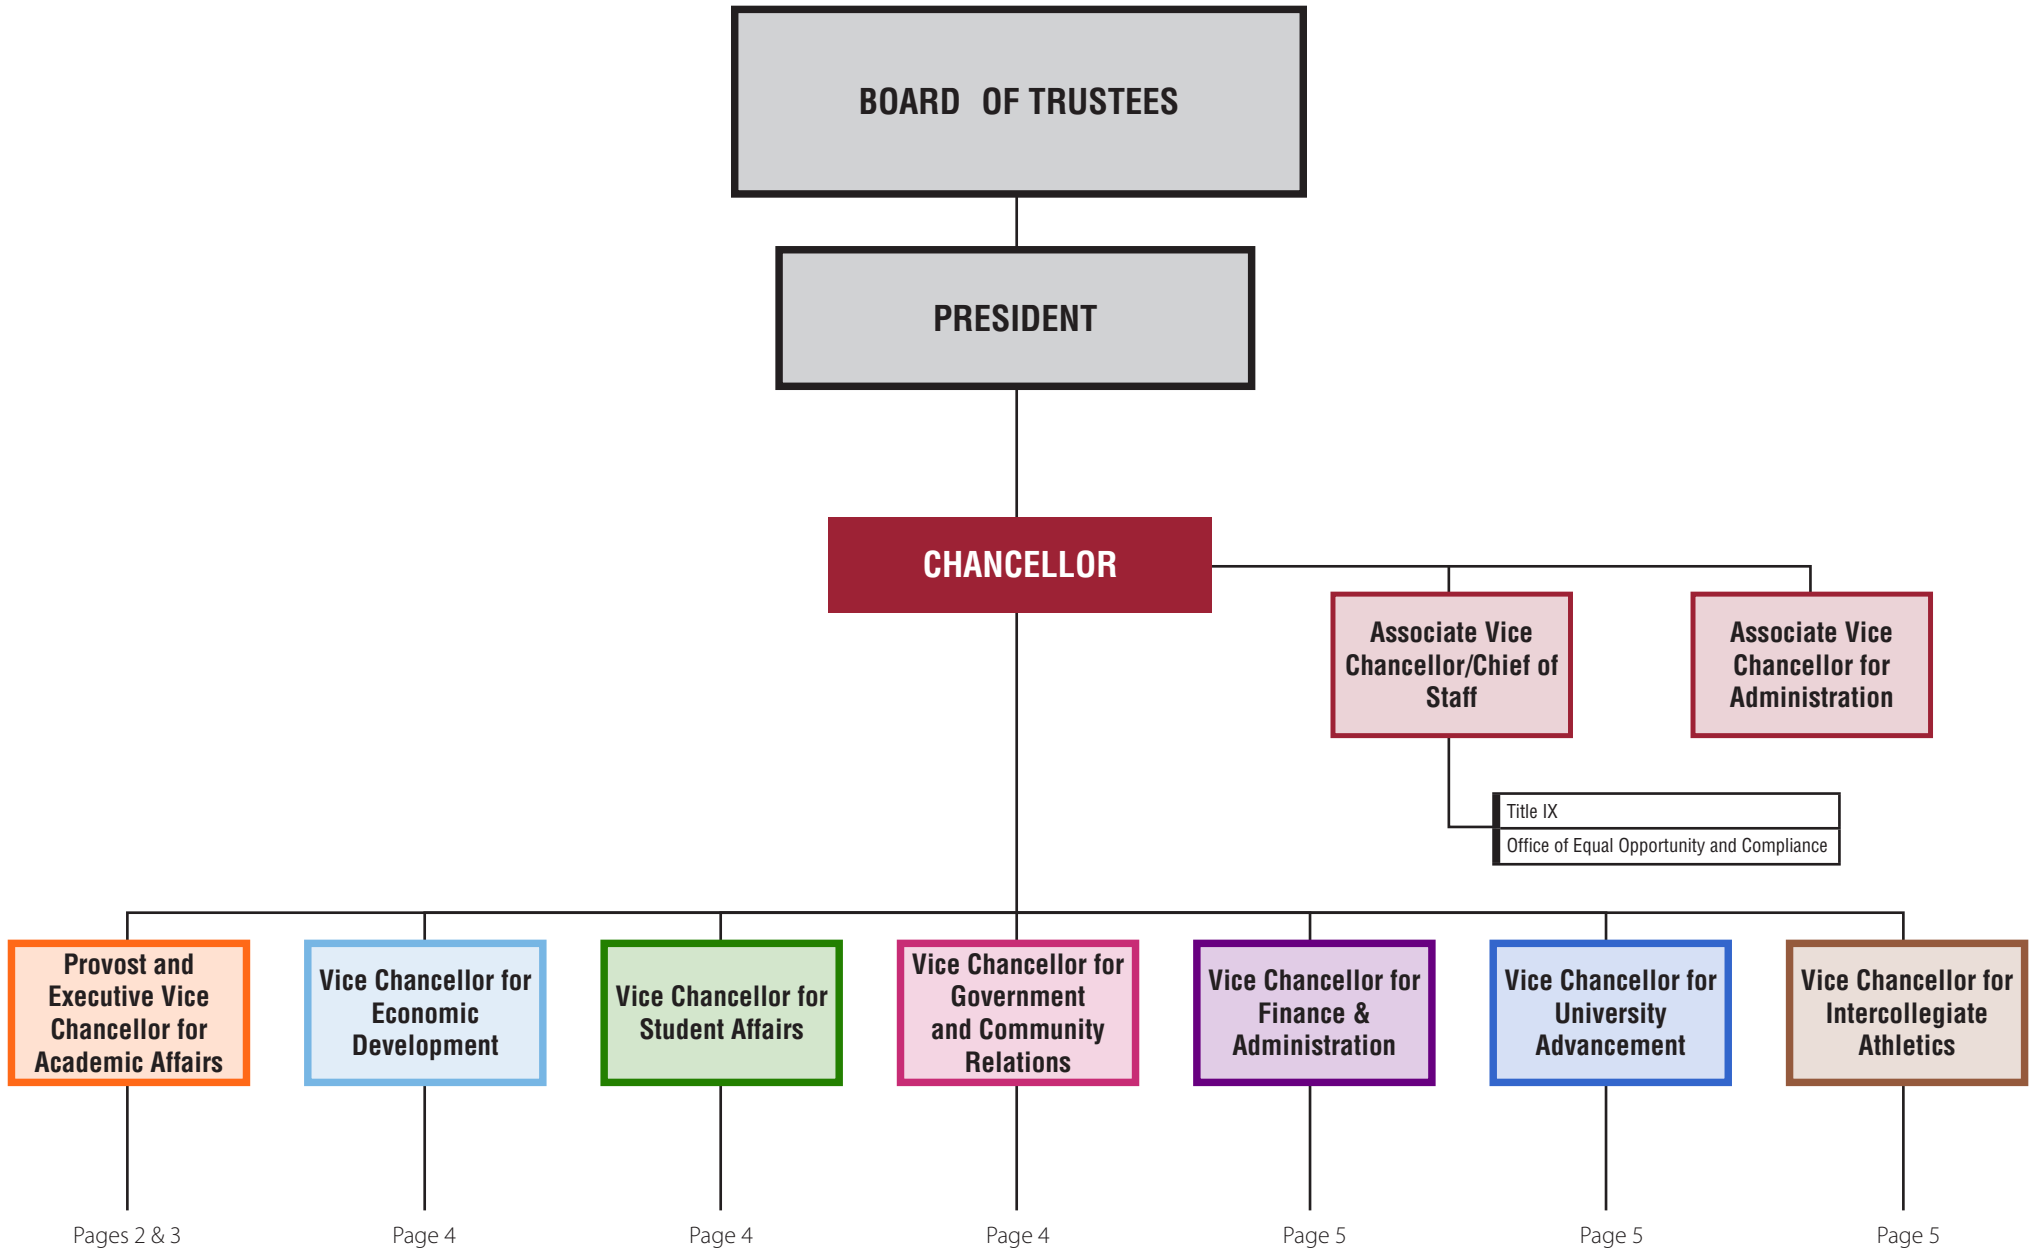 BOARD OF TRUSTEES
PRESIDENT
CHANCELLOR
Associate Vice
Chancellor/Chief of
Staff
Associate Vice
Chancellor for
Administration
Title IX
Office of Equal Opportunity and Compliance
Provost and
Executive Vice
Chancellor for
Academic Affairs
Vice Chancellor for
Economic
Development
Vice Chancellor for
Student Affairs
Vice Chancellor for
Government
and Community
Relations
Vice Chancellor for
Finance &
Administration
Vice Chancellor for
University
Advancement
Vice Chancellor for
Intercollegiate
Athletics
Pages 2 & 3
Page 4
Page 4
Page 4
Page 5
Page 5
Page 5